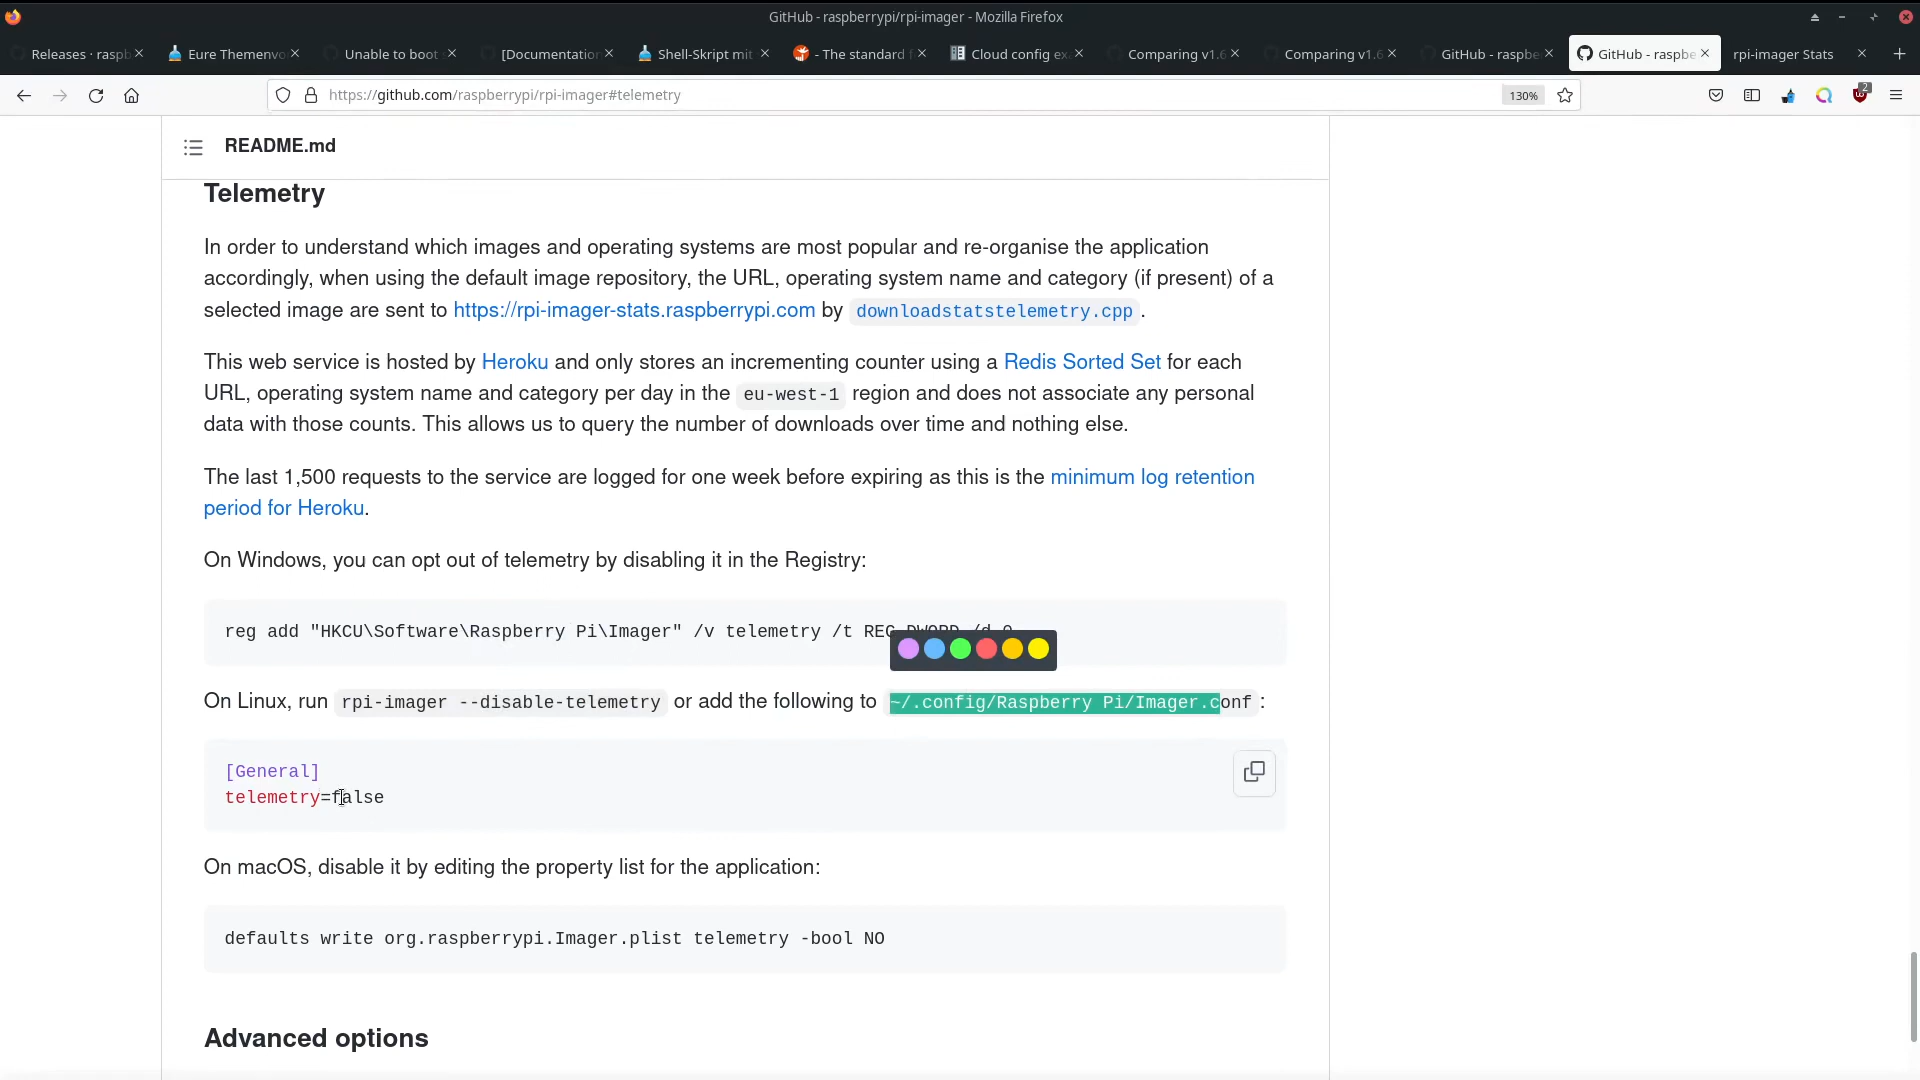 GitHub - raspberrypi/rpi-imager - Mozilla Firefox
Releases · raspb
Eure Themenvo
Unable to boot
[Documentation
Shell-Skript mit
- The standard f
Cloud config ex
Comparing v1.6
Comparing v1.6
GitHub - raspbe
GitHub - raspbe
rpi-imager Stats
https://github.com/raspberrypi/rpi-imager#telemetry
130%
2
README.md
Telemetry
In order to understand which images and operating systems are most popular and re-organise the application
accordingly, when using the default image repository, the URL, operating system name and category (if present) of a
selected image are sent to https://rpi-imager-stats.raspberrypi.com by downloadstatstelemetry.cpp.
This web service is hosted by Heroku and only stores an incrementing counter using a Redis Sorted Set for each
URL, operating system name and category per day in the eu-west-1 region and does not associate any personal
data with those counts. This allows us to query the number of downloads over time and nothing else.
The last 1,500 requests to the service are logged for one week before expiring as this is the minimum log retention
period for Heroku.
On Windows, you can opt out of telemetry by disabling it in the Registry:
reg add "HKCU\Software\Raspberry Pi\Imager" /v telemetry /t REG_DWORD /d 0
On Linux, run rpi-imager --disable-telemetry or add the following to ~/.config/Raspberry Pi/Imager.conf :
[General]
telemetry=false
On macOS, disable it by editing the property list for the application:
defaults write org.raspberrypi.Imager.plist telemetry -bool NO
Advanced options